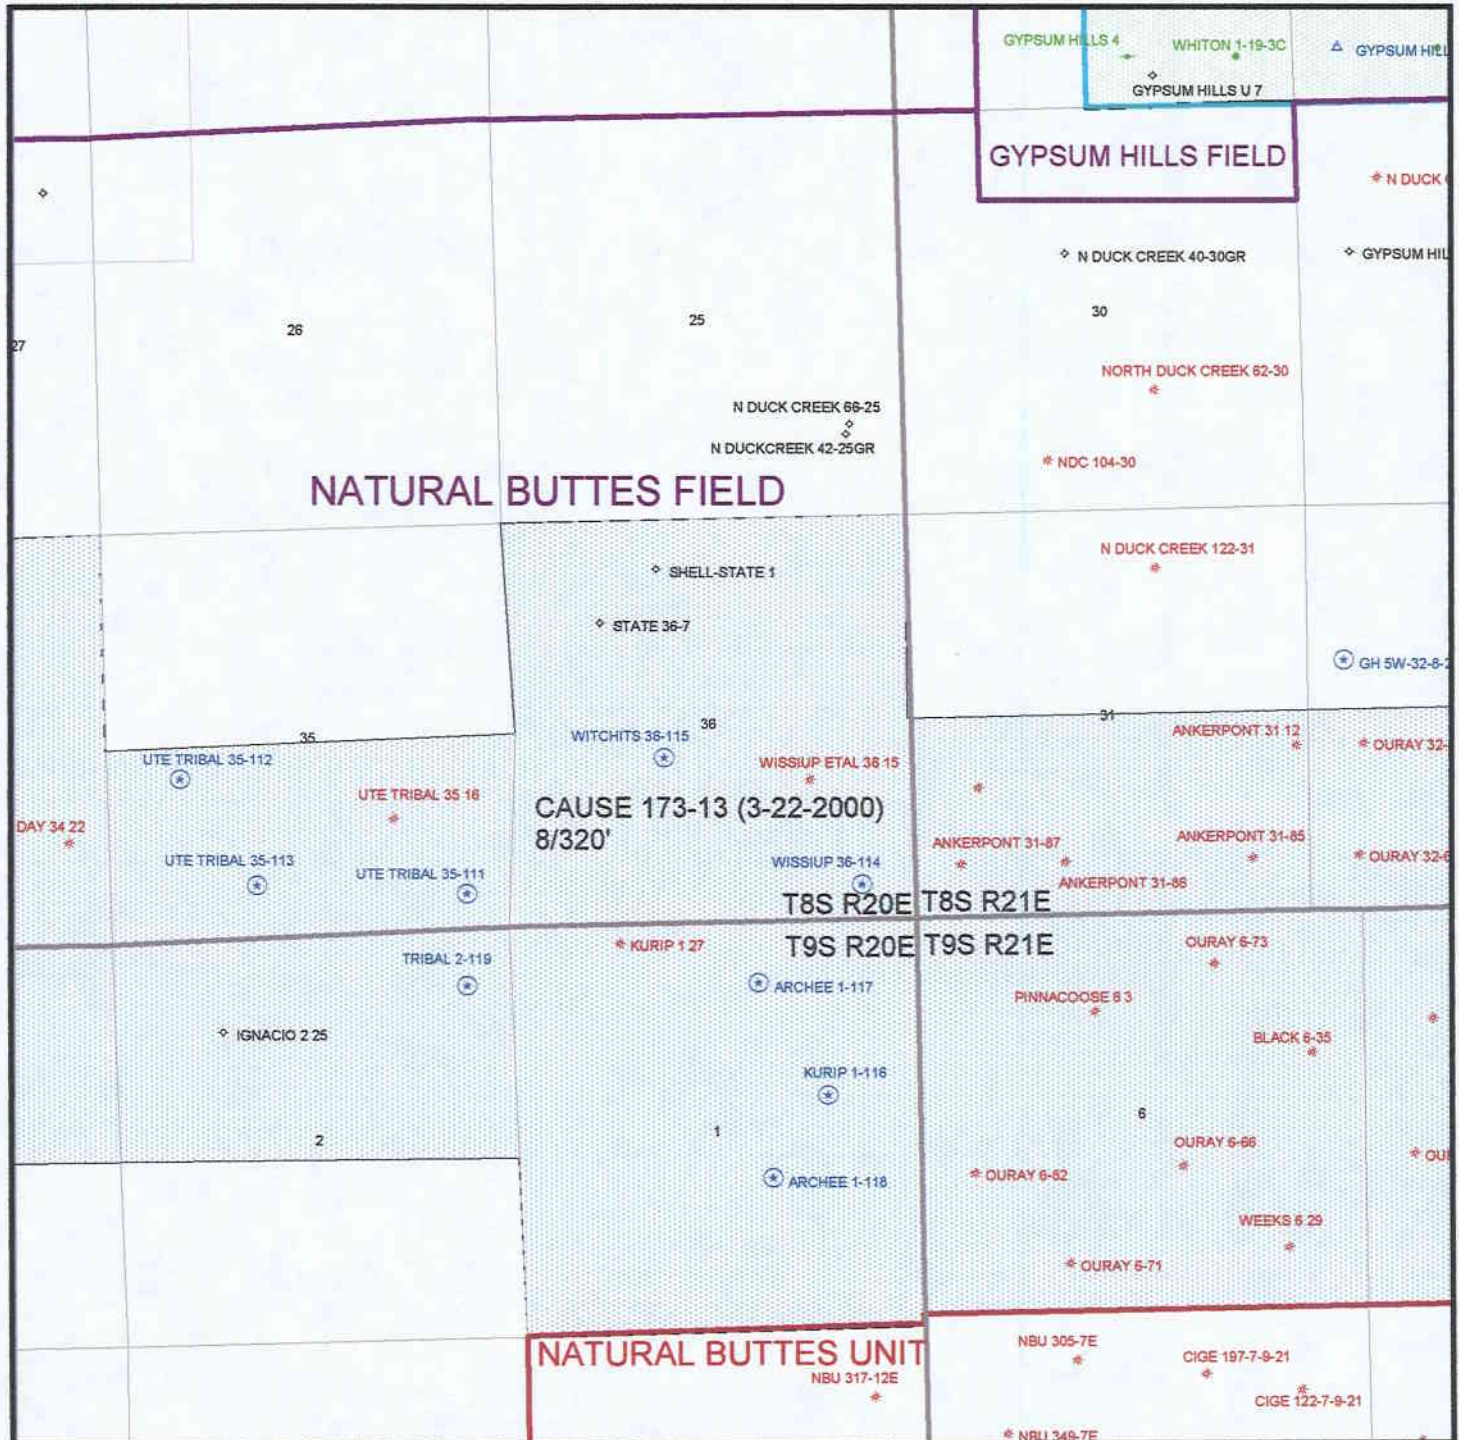 GYPSUM HILLS 4
WHITON 1-19-3C
GYPSUM HILL
GYPSUM HILLS U 7
GYPSUM HILLS FIELD
N DUCK
N DUCK CREEK 40-30GR
GYPSUM HIL
30
26
25
27
NORTH DUCK CREEK 62-30
N DUCK CREEK 66-25
N DUCKCREEK 42-25GR
NDC 104-30
NATURAL BUTTES FIELD
N DUCK CREEK 122-31
SHELL-STATE 1
STATE 36-7
GH 5W-32-8-2
36
31
35
WITCHITS 36-115
ANKERPONT 31 12
OURAY 32-
UTE TRIBAL 35-112
WISSIUP ETAL 36 15
UTE TRIBAL 35 16
CAUSE 173-13 (3-22-2000)
8/320'
DAY 34 22
ANKERPONT 31-87
ANKERPONT 31-85
OURAY 32-6
UTE TRIBAL 35-113
UTE TRIBAL 35-111
WISSIUP 36-114
ANKERPONT 31-86
T8S R20E
T8S R21E
T9S R20E
T9S R21E
KURIP 1 27
OURAY 6-73
TRIBAL 2-119
ARCHEE 1-117
PINNACOOSE 6 3
IGNACIO 2 25
BLACK 6-35
KURIP 1-116
6
1
2
OURAY 6-66
OUR
OURAY 6-82
ARCHEE 1-118
WEEKS 6 29
OURAY 6-71
NATURAL BUTTES UNIT
NBU 305-7E
CIGE 197-7-9-21
NBU 317-12E
CIGE 122-7-9-21
NBU 349-7E